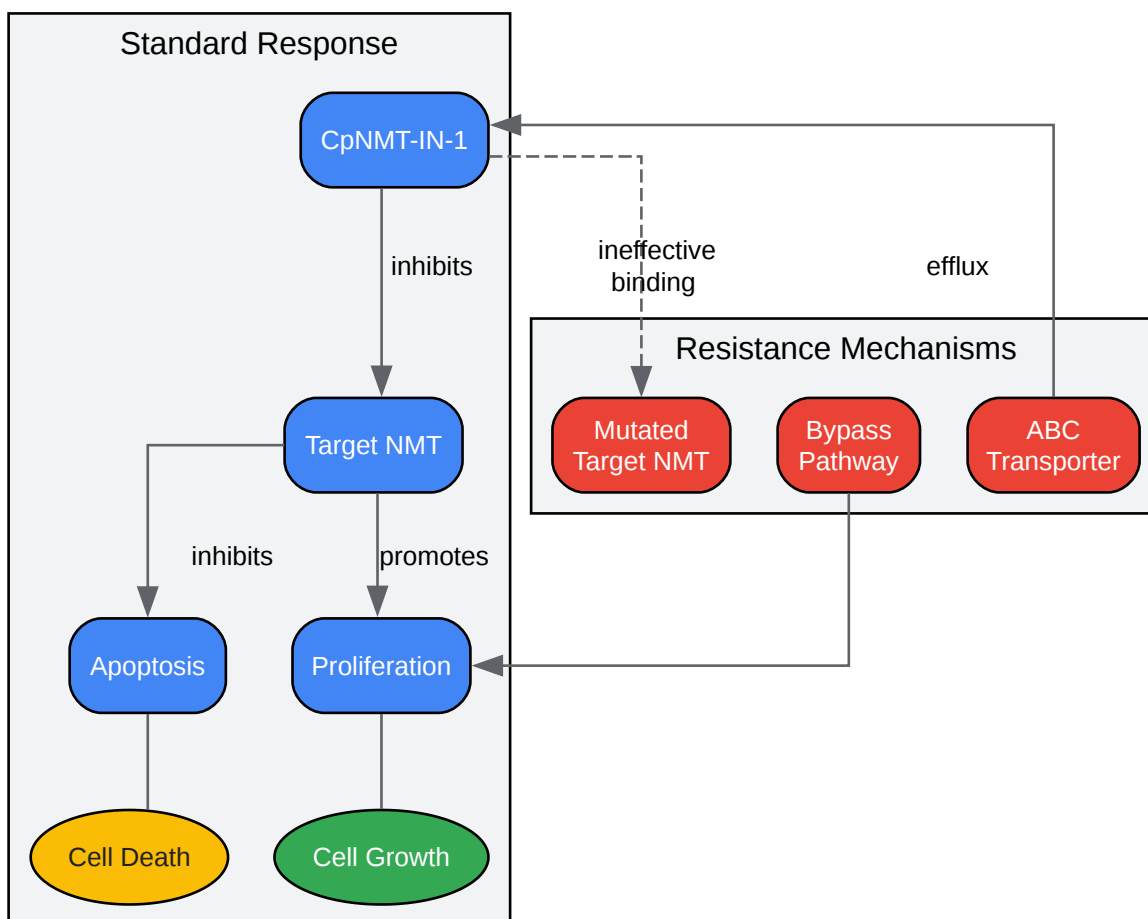 Standard Response
CpNMT-IN-1
inhibits
ineffective
binding
efflux
Resistance Mechanisms
Target NMT
Mutated
Target NMT
Bypass
Pathway
ABC
Transporter
inhibits
promotes
Apoptosis
Proliferation
Cell Death
Cell Growth